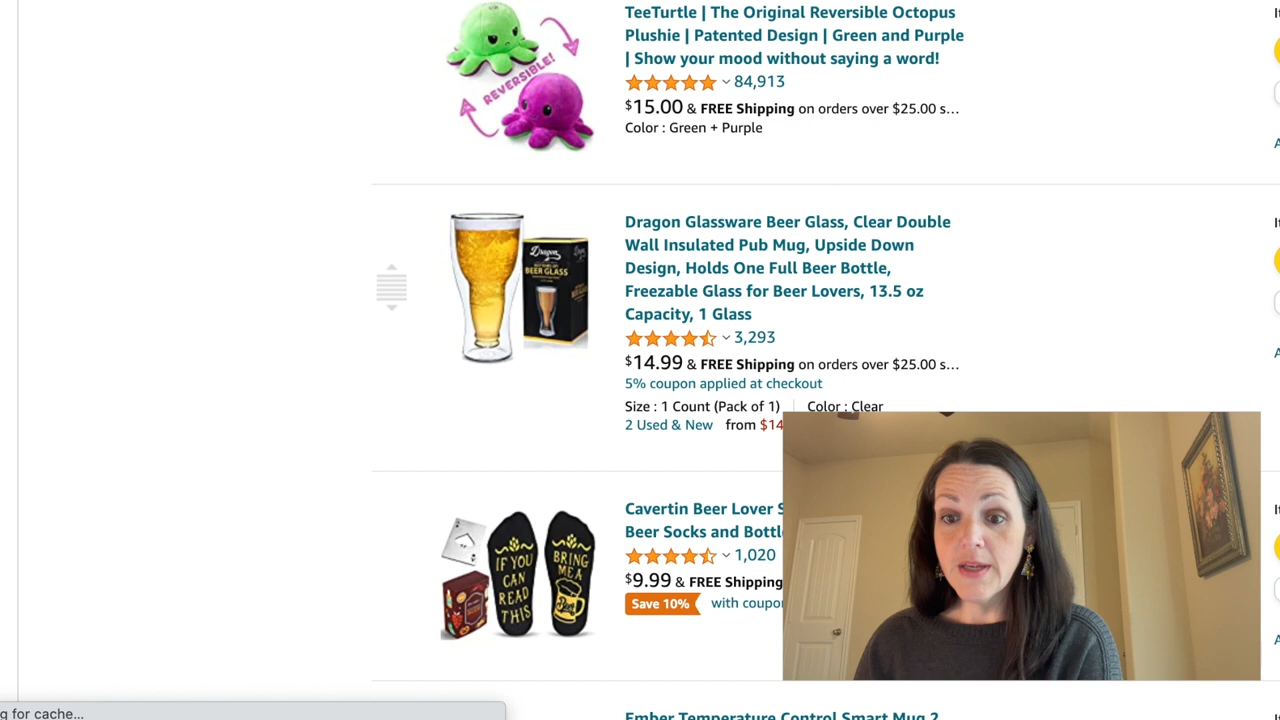 TeeTurtle | The Original Reversible Octopus
Plushie | Patented Design | Green and Purple
| Show your mood without saying a word!
84,913
$15.00 & FREE Shipping on orders over $25.00 s...
Color : Green + Purple
REVERSIBLE!
Dragon Glassware Beer Glass, Clear Double
Wall Insulated Pub Mug, Upside Down
Design, Holds One Full Beer Bottle,
Freezable Glass for Beer Lovers, 13.5 oz
Capacity, 1 Glass
3,293
$14.99 & FREE Shipping on orders over $25.00 s...
5% coupon applied at checkout
Size : 1 Count (Pack of 1) Color : Clear
2 Used & New from $14
Dragon
BEER GLASS
Cavertin Beer Lover
Beer Socks and
1,020
$9.99 & FREE Shipping
Save 10% with
IF YOU
CAN
READ
THIS
BRING
ME A
Beer
g for cache...
Ember Temperature Control Smart Mug 2